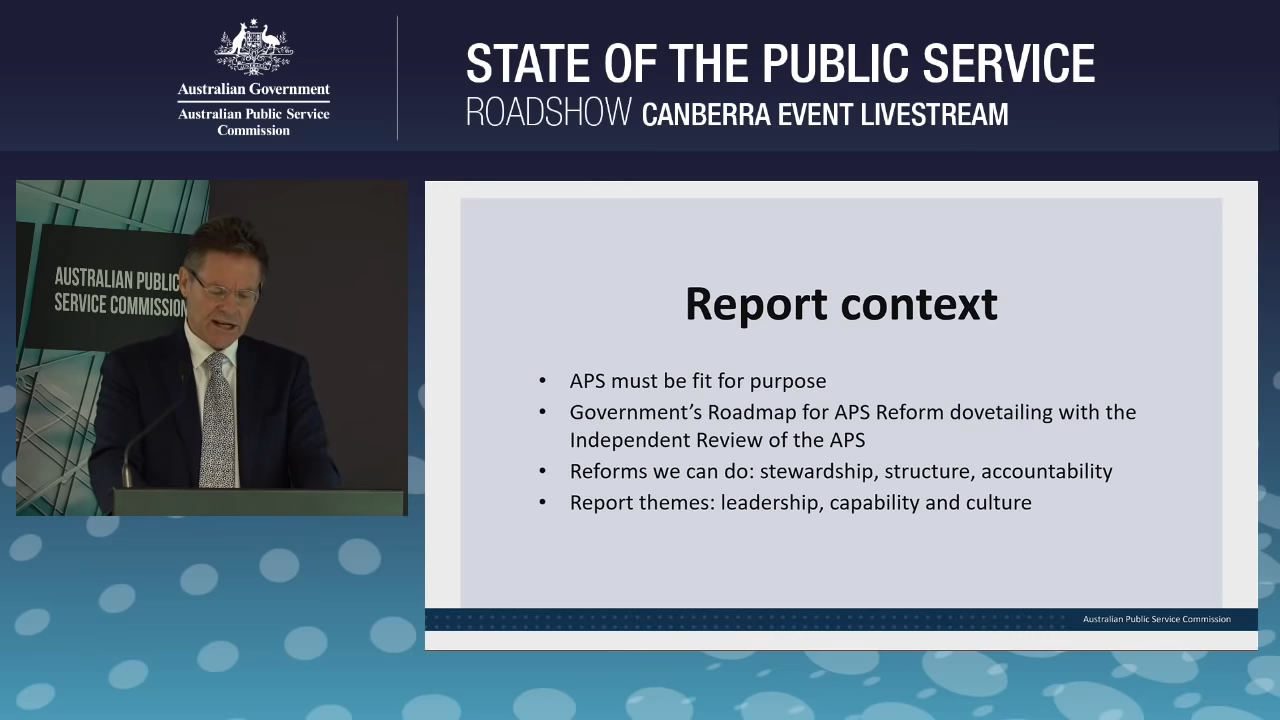 Australian Government
Australian Public Service
Commission
STATE OF THE PUBLIC SERVICE
ROADSHOW CANBERRA EVENT LIVESTREAM
AUSTRALIAN PUBLIC
SERVICE COMMISSION
Report context
• APS must be fit for purpose
• Government’s Roadmap for APS Reform dovetailing with the
Independent Review of the APS
• Reforms we can do: stewardship, structure, accountability
• Report themes: leadership, capability and culture
Australian Public Service Commission